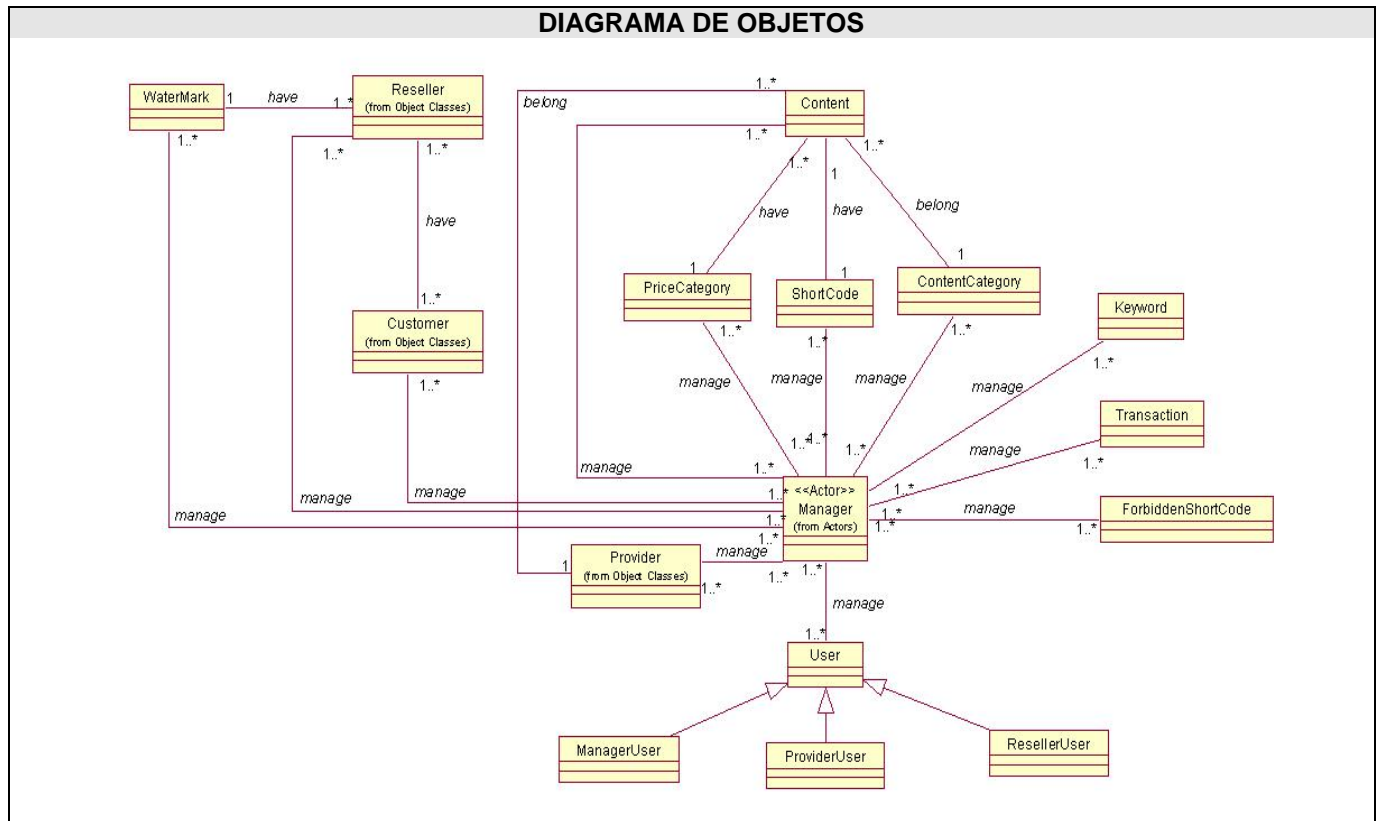 DIAGRAMA DE OBJETOS
WaterMark
1
have
1..*
Reseller
(from Object Classes)
1..*
1..*
1..*
belong
1..*
Content
1..*
1..*
1
1..*
have
have
have
belong
1
1
1
PriceCategory
ShortCode
ContentCategory
Keyword
1..*
Customer
(from Object Classes)
1..*
1..*
1..*
1..*
1..*
manage
manage
manage
manage
Transaction
1..*
1..*
1..*
1..*
manage
1..*
manage
1..*
<<Actor>>
Manager
(from Actors)
1..*
manage
1..*
manage
1..*
manage
1..*
1..*
1..*
manage
1..*
ForbiddenShortCode
1..*
Provider
(from Object Classes)
1
1..*
manage
1..*
1..*
manage
1..*
User
ManagerUser
ProviderUser
ResellerUser